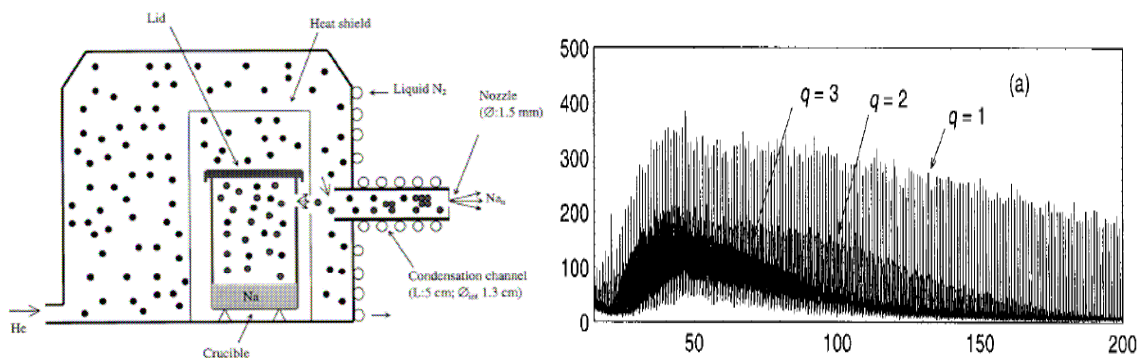 Lid
Heat shield
Liquid N₂
Nozzle
(Ø:1.5 mm)
Naₙ
Condensation channel
(L:5 cm; Øᵢₙₜ 1.3 cm)
Na
He
Crucible
500
400
300
200
100
0
(a)
q = 3
q = 2
q = 1
50
100
150
200